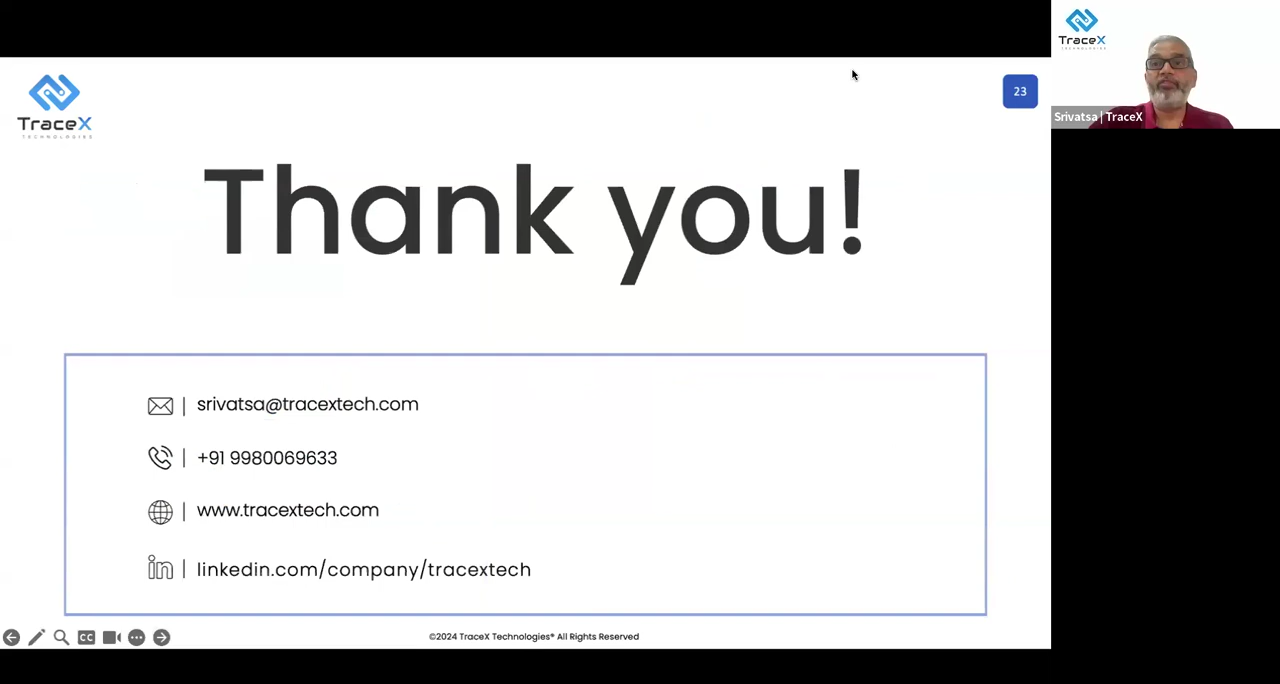 TraceX
TECHNOLOGIES
23
Thank you!
srivatsa@tracextech.com
+91 9980069633
www.tracextech.com
linkedin.com/company/tracextech
CC
©2024 TraceX Technologies® All Rights Reserved
TraceX
TECHNOLOGIES
Srivatsa | TraceX